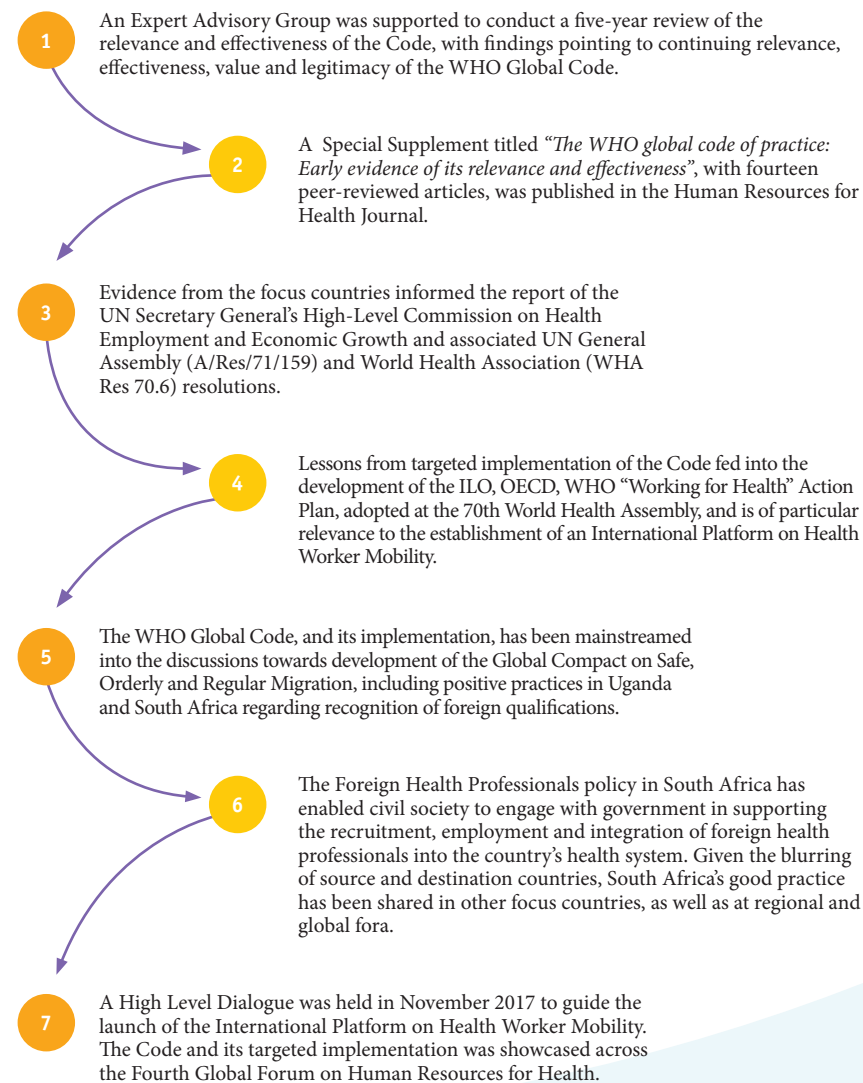 1
An Expert Advisory Group was supported to conduct a five-year review of the
relevance and effectiveness of the Code, with findings pointing to continuing relevance,
effectiveness, value and legitimacy of the WHO Global Code.
2
A Special Supplement titled “The WHO global code of practice:
Early evidence of its relevance and effectiveness”, with fourteen
peer-reviewed articles, was published in the Human Resources for
Health Journal.
3
Evidence from the focus countries informed the report of the
UN Secretary General’s High-Level Commission on Health
Employment and Economic Growth and associated UN General
Assembly (A/Res/71/159) and World Health Association (WHA
Res 70.6) resolutions.
4
Lessons from targeted implementation of the Code fed into the
development of the ILO, OECD, WHO “Working for Health” Action
Plan, adopted at the 70th World Health Assembly, and is of particular
relevance to the establishment of an International Platform on Health
Worker Mobility.
5
The WHO Global Code, and its implementation, has been mainstreamed
into the discussions towards development of the Global Compact on Safe,
Orderly and Regular Migration, including positive practices in Uganda
and South Africa regarding recognition of foreign qualifications.
6
The Foreign Health Professionals policy in South Africa has
enabled civil society to engage with government in supporting
the recruitment, employment and integration of foreign health
professionals into the country’s health system. Given the blurring
of source and destination countries, South Africa’s good practice
has been shared in other focus countries, as well as at regional and
global fora.
7
A High Level Dialogue was held in November 2017 to guide the
launch of the International Platform on Health Worker Mobility.
The Code and its targeted implementation was showcased across
the Fourth Global Forum on Human Resources for Health.